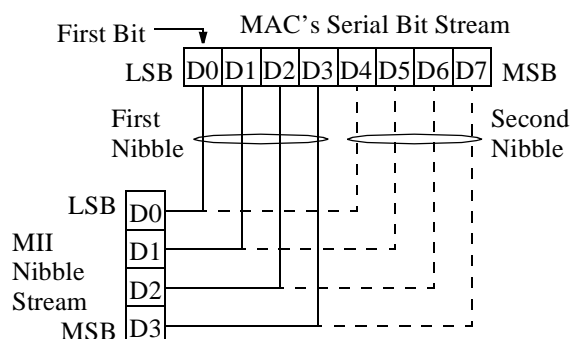 MAC's Serial Bit Stream
First Bit
LSB D0 D1 D2 D3 D4 D5 D6 D7 MSB
First
Nibble
Second
Nibble
LSB D0
MII
Nibble
Stream
D1
D2
MSB D3